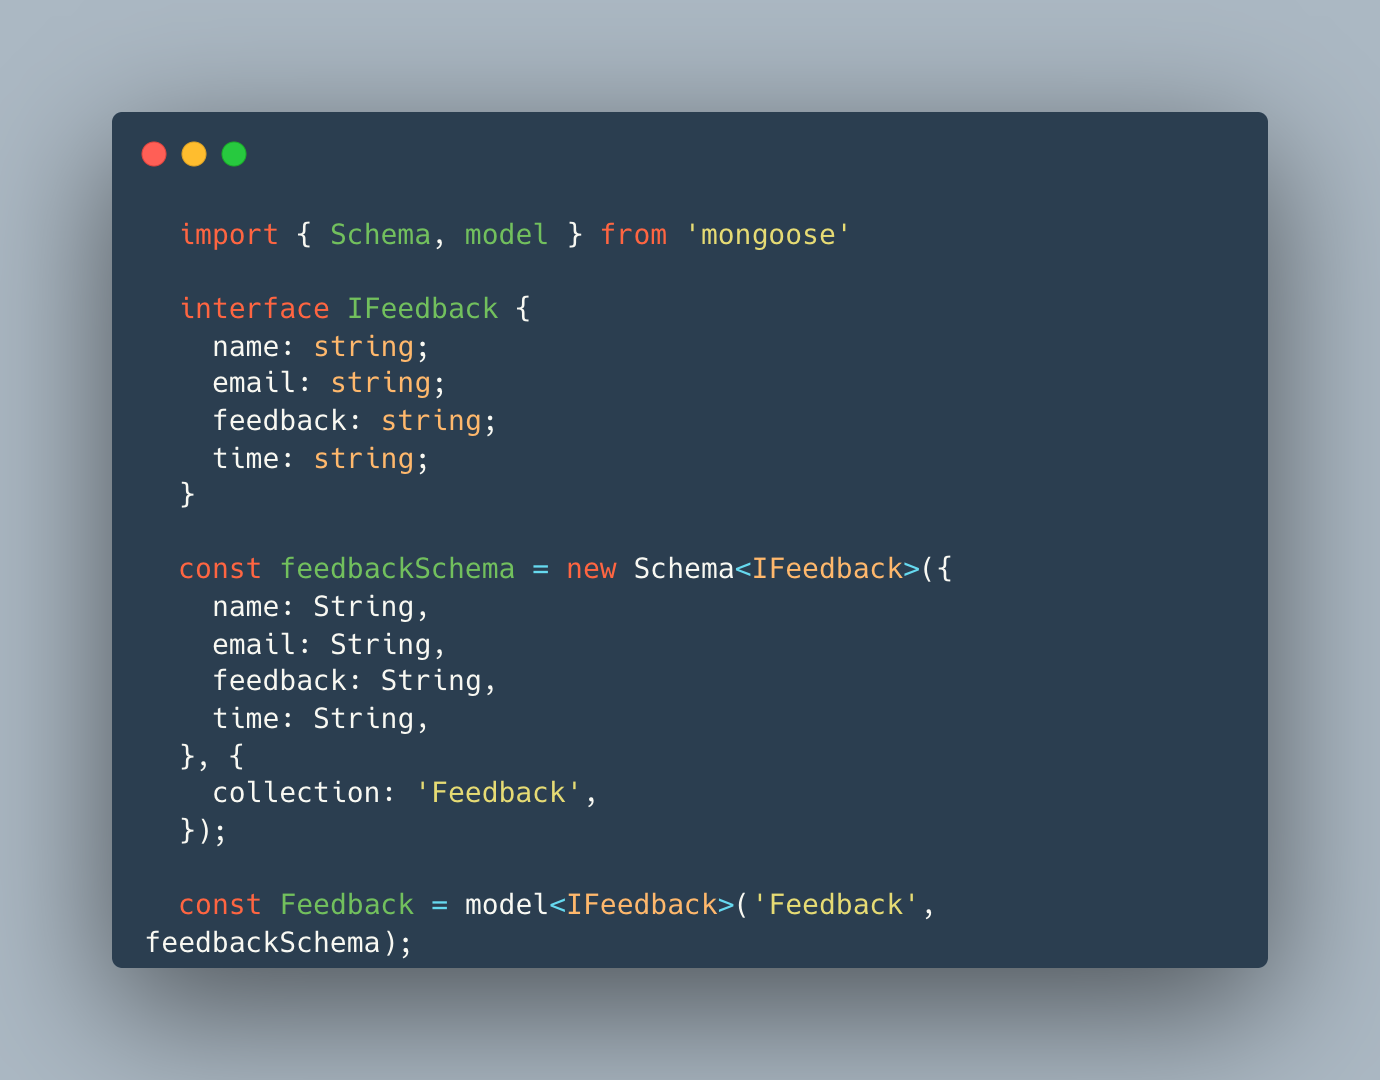 import { Schema, model } from 'mongoose'
interface IFeedback {
name: string;
email: string;
feedback: string;
time: string;
}
const feedbackSchema = new Schema<IFeedback>({
name: String,
email: String,
feedback: String,
time: String,
}, {
collection: 'Feedback',
});
const Feedback = model<IFeedback>('Feedback',
feedbackSchema);